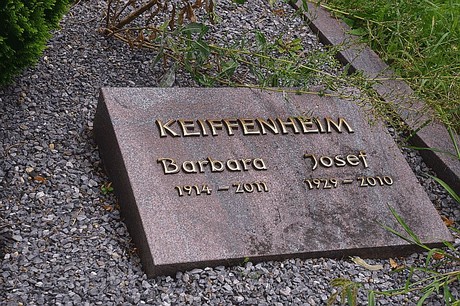 KEIFFENHEIM
Barbara Josef
1914 – 2011 1929 – 2010